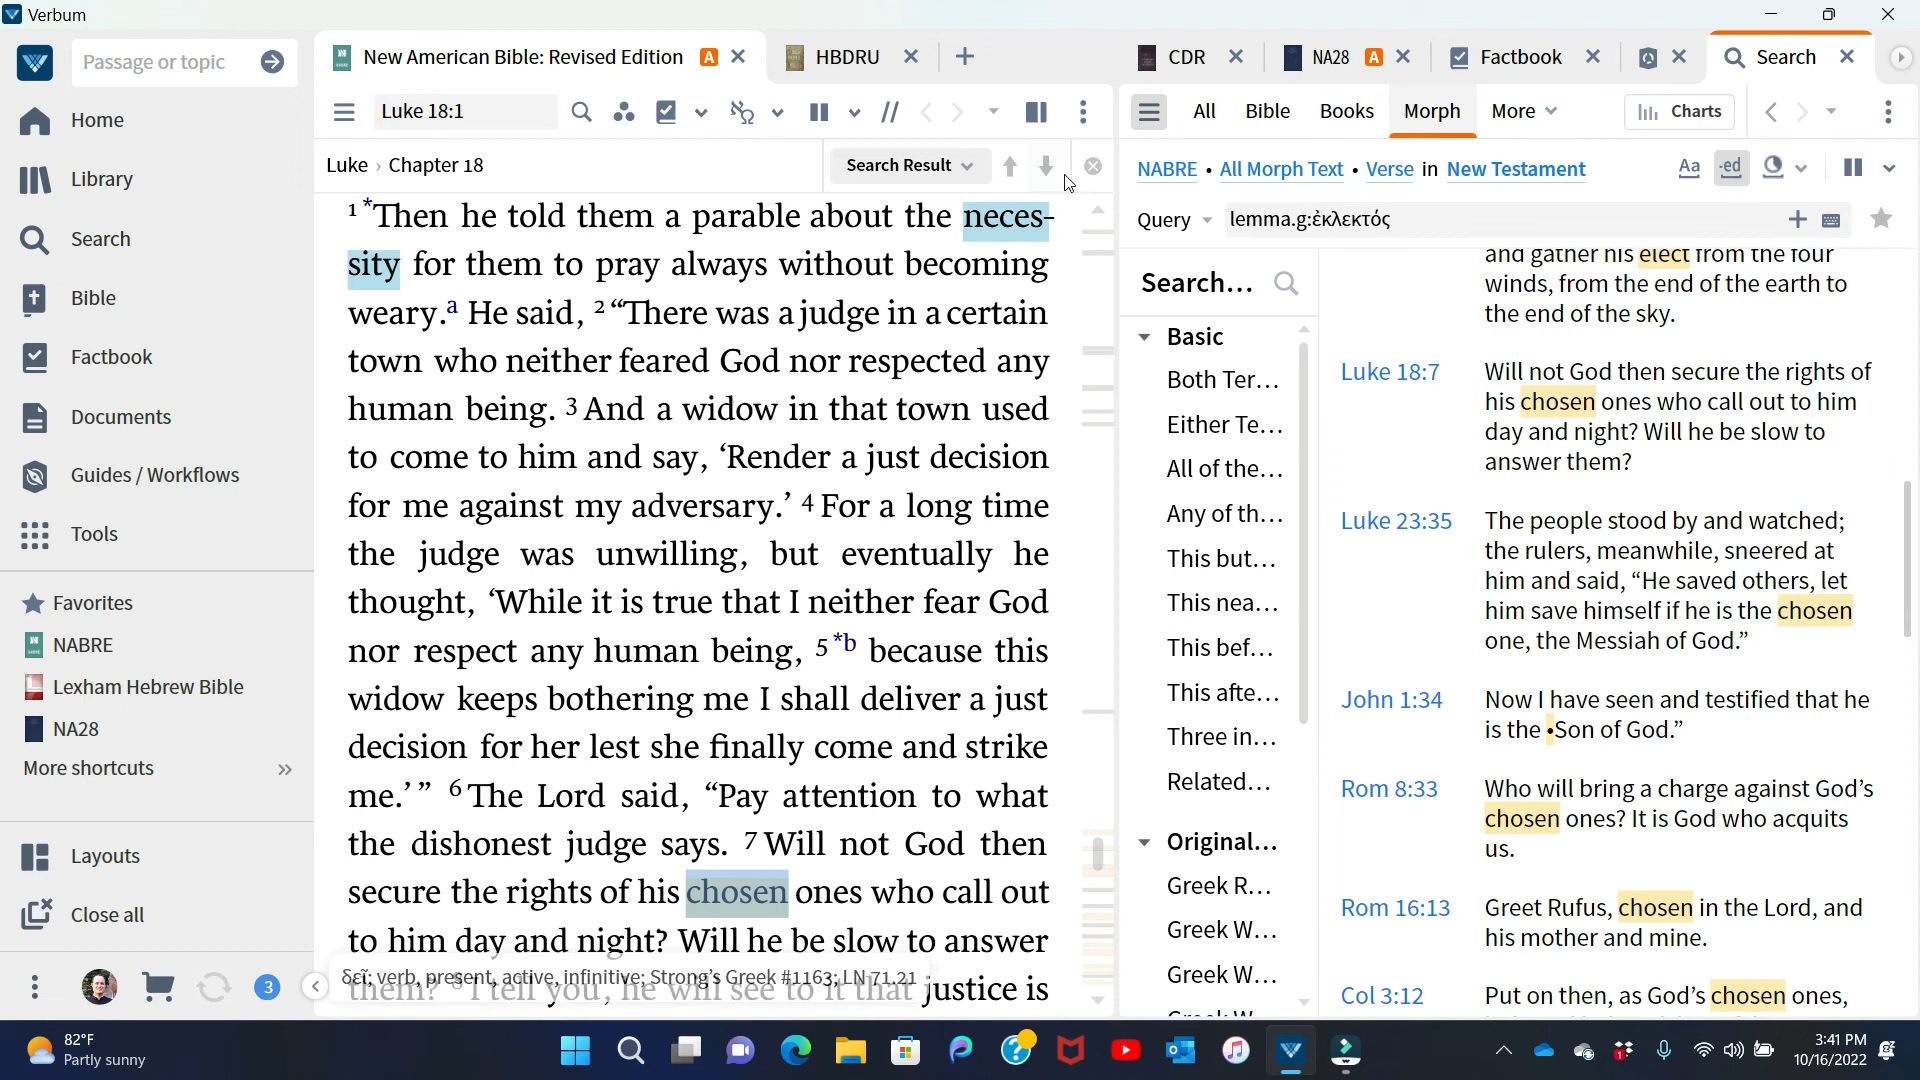 Verbum
Passage or topic
Home
Library
Search
Bible
Factbook
Documents
Guides / Workflows
Tools
Favorites
NABRE
Lexham Hebrew Bible
NA28
More shortcuts »
Layouts
Close all
3
New American Bible: Revised Edition A
HBDRU
Luke 18:1
Luke › Chapter 18
Search Result
1 *Then he told them a parable about the neces-
sity for them to pray always without becoming
weary.a He said, 2 “There was a judge in a certain
town who neither feared God nor respected any
human being. 3 And a widow in that town used
to come to him and say, ‘Render a just decision
for me against my adversary.’ 4 For a long time
the judge was unwilling, but eventually he
thought, ‘While it is true that I neither fear God
nor respect any human being, 5 *b because this
widow keeps bothering me I shall deliver a just
decision for her lest she finally come and strike
me.’” 6 The Lord said, “Pay attention to what
the dishonest judge says. 7 Will not God then
secure the rights of his chosen ones who call out
to him day and night? Will he be slow to answer
them? 8 I tell you, he will see to it that justice is
δεῖ; verb, present, active, infinitive; Strong’s Greek #1163; LN 71.21
CDR
NA28 A
Factbook
Search
All Bible Books Morph More Charts
NABRE • All Morph Text • Verse in New Testament
Aa -ed
Query lemma.g:ἐκλεκτός
Search...
Basic
Both Ter...
Either Te...
All of the...
Any of th...
This but...
This nea...
This bef...
This afte...
Three in...
Related...
Original...
Greek R...
Greek W...
Greek W...
Greek W...
and gather his elect from the four
winds, from the end of the earth to
the end of the sky.
Luke 18:7 Will not God then secure the rights of
his chosen ones who call out to him
day and night? Will he be slow to
answer them?
Luke 23:35 The people stood by and watched;
the rulers, meanwhile, sneered at
him and said, “He saved others, let
him save himself if he is the chosen
one, the Messiah of God.”
John 1:34 Now I have seen and testified that he
is the •Son of God.”
Rom 8:33 Who will bring a charge against God’s
chosen ones? It is God who acquits
us.
Rom 16:13 Greet Rufus, chosen in the Lord, and
his mother and mine.
Col 3:12 Put on then, as God’s chosen ones,
82°F
Partly sunny
3:41 PM
10/16/2022